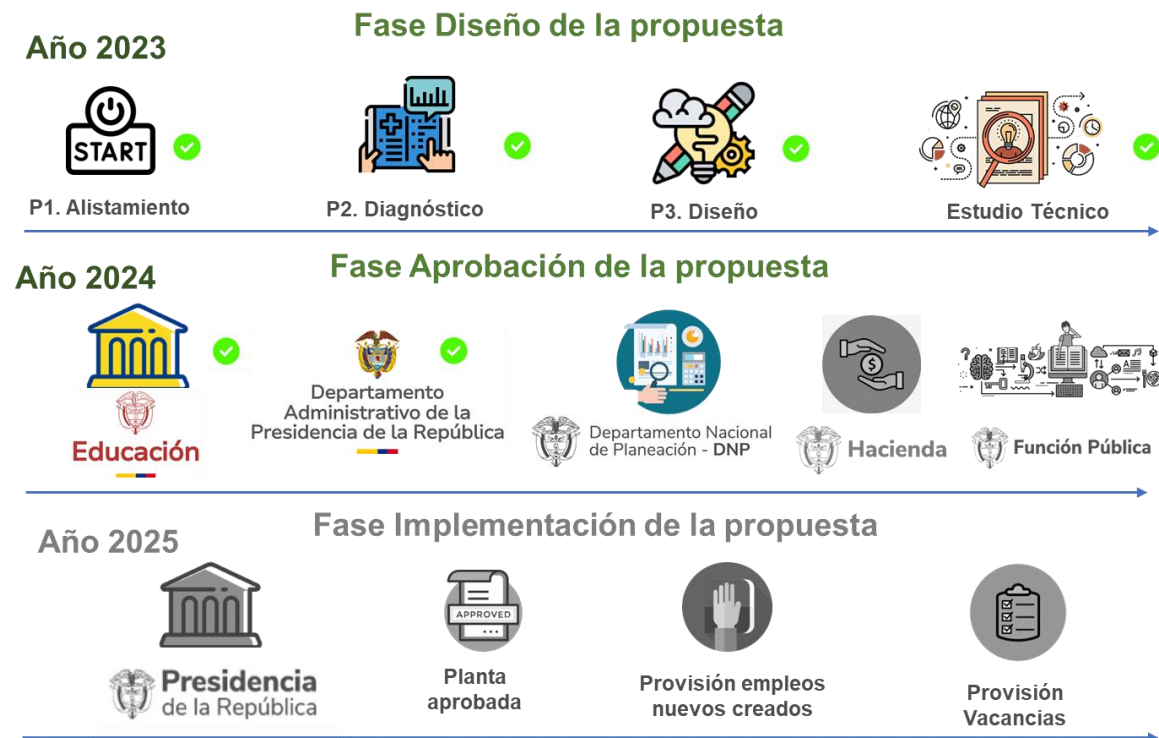 Fase Diseño de la propuesta
Año 2023
START
P1. Alistamiento
P2. Diagnóstico
P3. Diseño
Estudio Técnico
Fase Aprobación de la propuesta
Año 2024
Educación
Departamento
Administrativo de la
Presidencia de la República
Departamento Nacional
de Planeación - DNP
Hacienda
Función Pública
Fase Implementación de la propuesta
Año 2025
Presidencia
de la República
APPROVED
Planta
aprobada
Provisión empleos
nuevos creados
Provisión
Vacancias